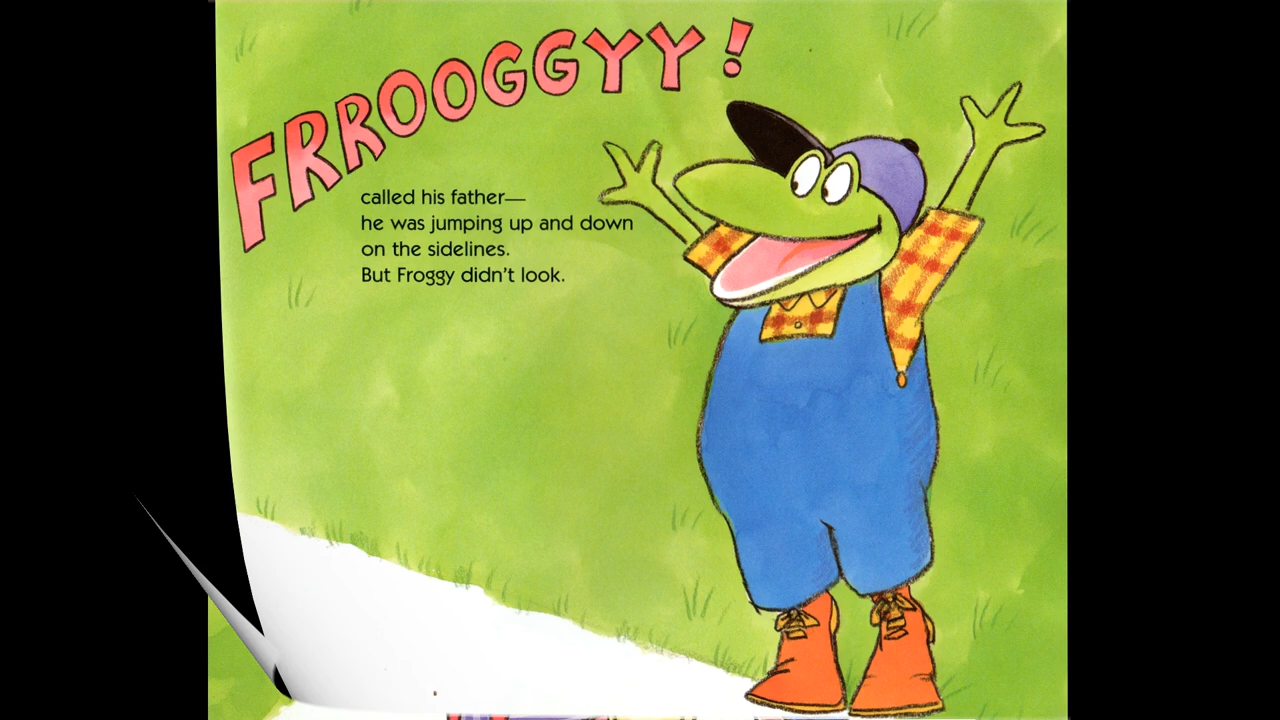 FRROOGGYY!
called his father—
he was jumping up and down
on the sidelines.
But Froggy didn't look.